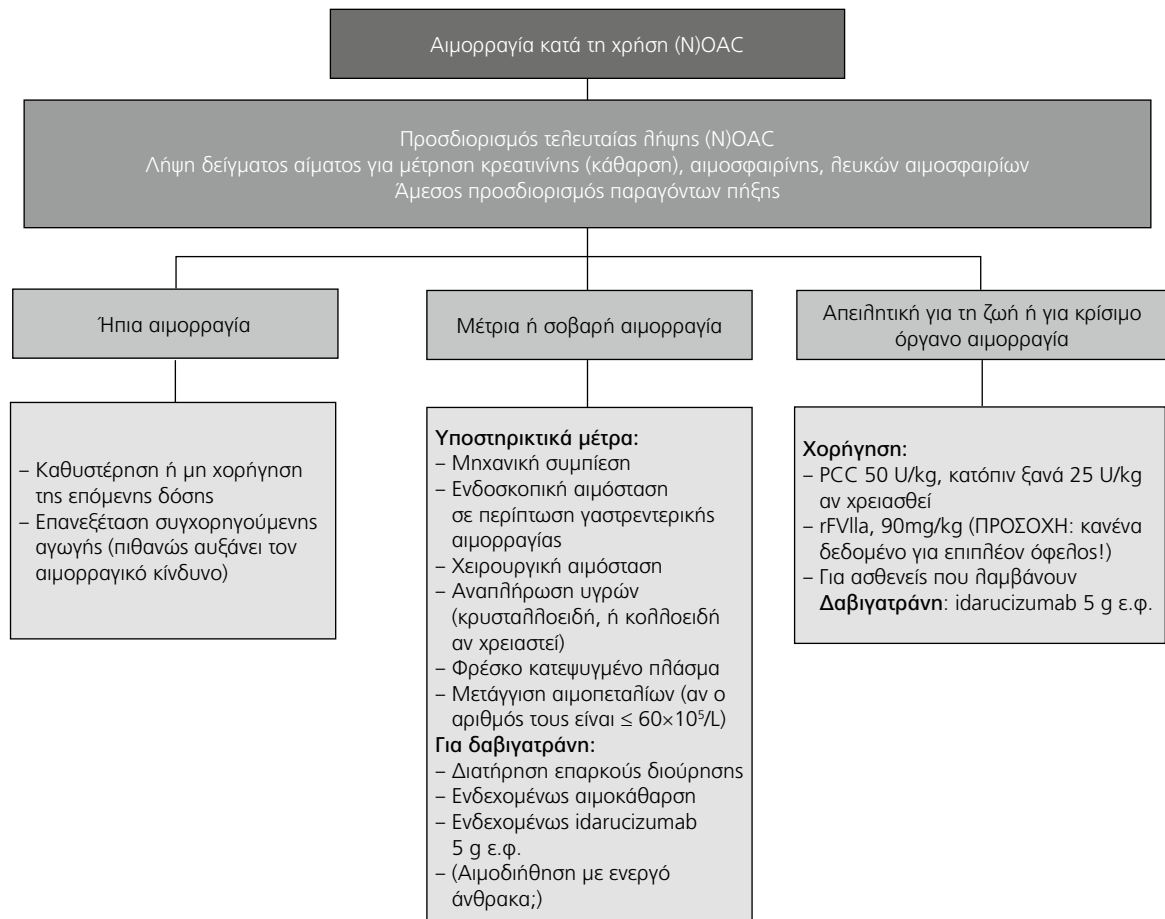 Αιμορραγία κατά τη χρήση (Ν)OAC
Προσδιορισμός τελευταίας λήψης (Ν)OAC
Λήψη δείγματος αίματος για μέτρηση κρεατινίνης (κάθαρση), αιμοσφαιρίνης, λευκών αιμοσφαιρίων
Άμεσος προσδιορισμός παραγόντων πήξης
Ήπια αιμορραγία
Μέτρια ή σοβαρή αιμορραγία
Απειλητική για τη ζωή ή για κρίσιμο
όργανο αιμορραγία
– Καθυστέρηση ή μη χορήγηση
της επόμενης δόσης
– Επανεξέταση συγχορηγούμενης
αγωγής (πιθανώς αυξάνει τον
αιμορραγικό κίνδυνο)
Υποστηρικτικά μέτρα:
– Μηχανική συμπίεση
– Ενδοσκοπική αιμόσταση
σε περίπτωση γαστρεντερικής
αιμορραγίας
– Χειρουργική αιμόσταση
– Αναπλήρωση υγρών
(κρυσταλλοειδή, ή κολλοειδή
αν χρειαστεί)
– Φρέσκο κατεψυγμένο πλάσμα
– Μετάγγιση αιμοπεταλίων (αν ο
αριθμός τους είναι ≤ 60×10⁵/L)
Για δαβιγατράνη:
– Διατήρηση επαρκούς διούρησης
– Ενδεχομένως αιμοκάθαρση
– Ενδεχομένως idarucizumab
5 g ε.φ.
– (Αιμοδιήθηση με ενεργό
άνθρακα;)
Χορήγηση:
– PCC 50 U/kg, κατόπιν ξανά 25 U/kg
αν χρειασθεί
– rFVIIa, 90mg/kg (ΠΡΟΣΟΧΗ: κανένα
δεδομένο για επιπλέον όφελος!)
– Για ασθενείς που λαμβάνουν
Δαβιγατράνη: idarucizumab 5 g ε.φ.